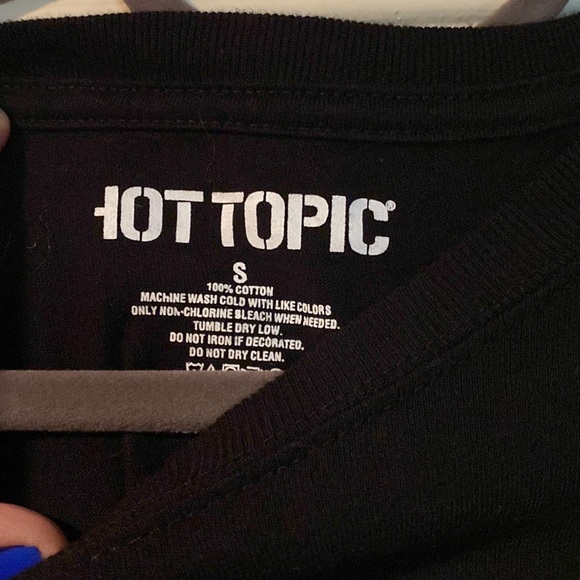 HOT TOPIC®
S
100% COTTON
MACHINE WASH COLD WITH LIKE COLORS
ONLY NON-CHLORINE BLEACH WHEN NEEDED.
TUMBLE DRY LOW.
DO NOT IRON IF DECORATED.
DO NOT DRY CLEAN.